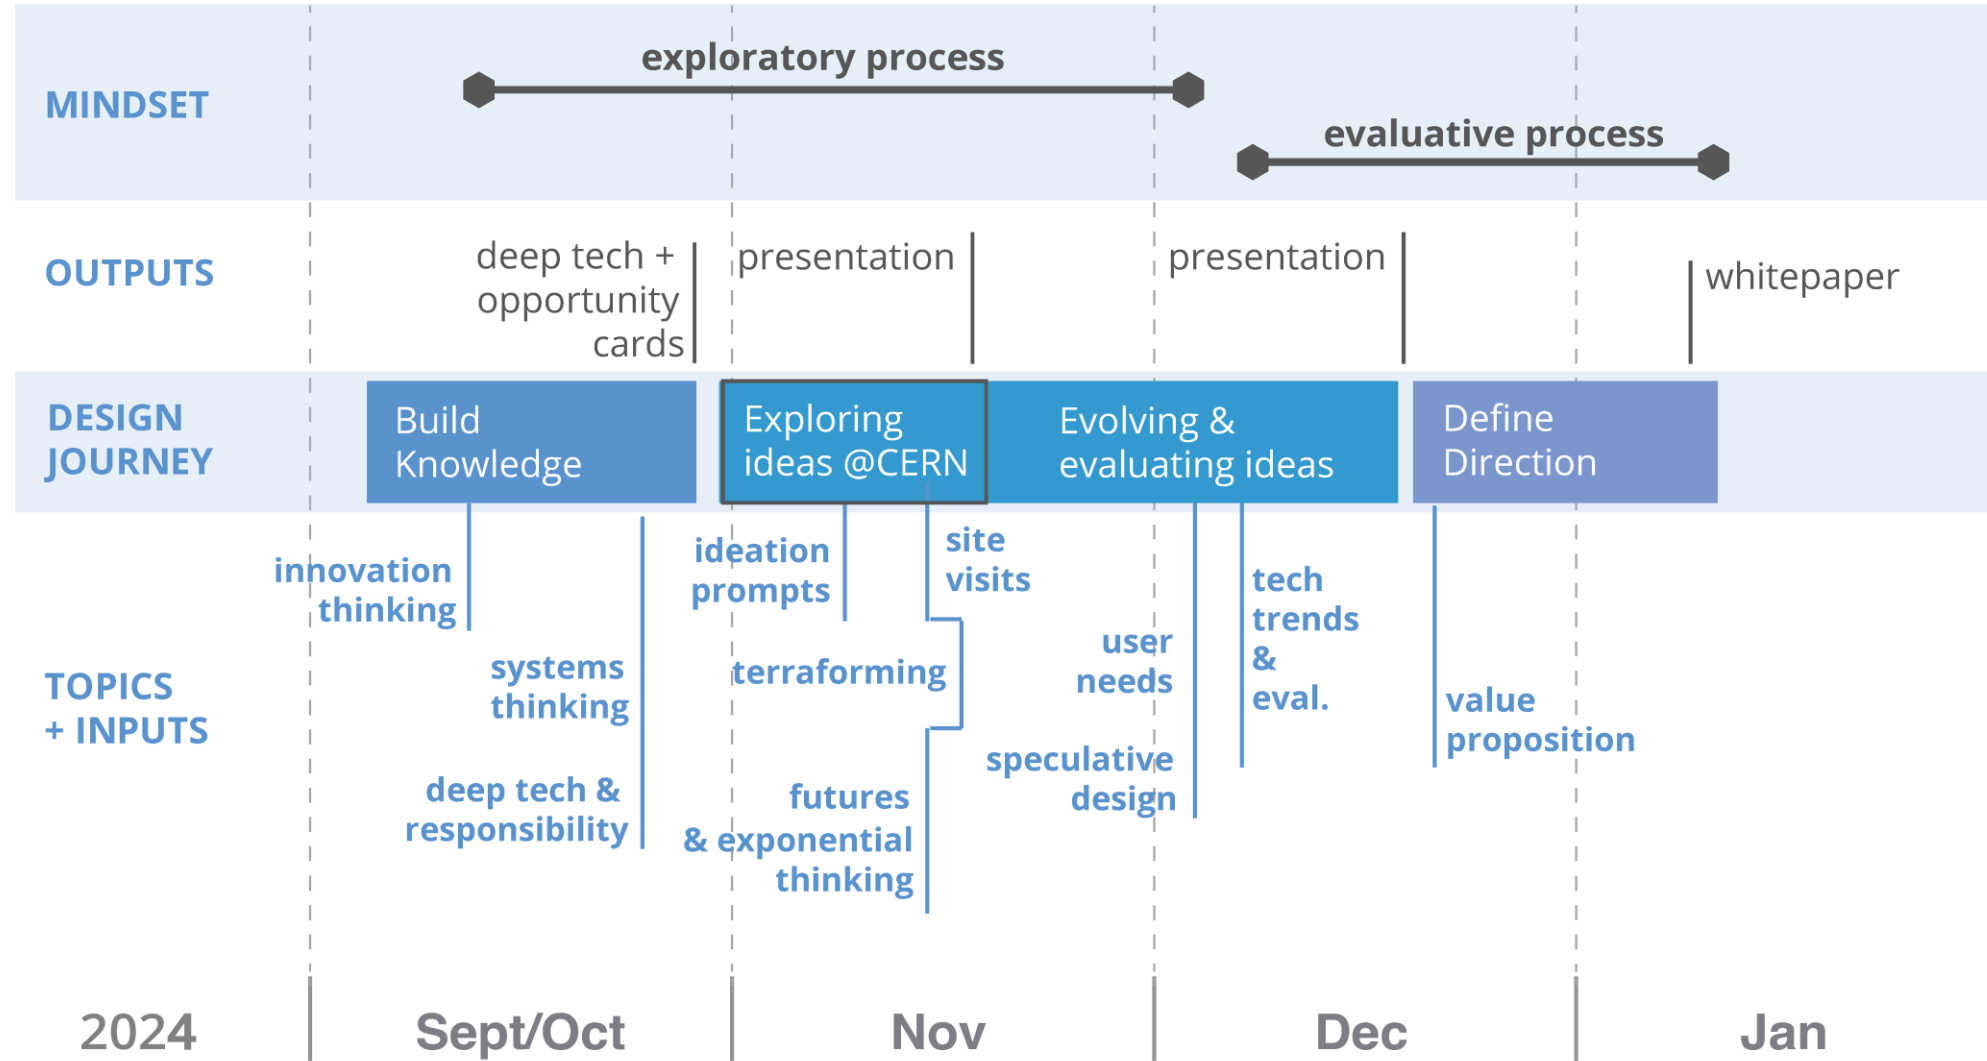 MINDSET
exploratory process
evaluative process
OUTPUTS
deep tech +
opportunity
cards
presentation
presentation
whitepaper
DESIGN
JOURNEY
Build
Knowledge
Exploring
ideas @CERN
Evolving &
evaluating ideas
Define
Direction
TOPICS
+ INPUTS
innovation
thinking
systems
thinking
deep tech &
responsibility
ideation
prompts
site
visits
terraforming
futures
& exponential
thinking
user
needs
speculative
design
tech
trends
&
eval.
value
proposition
2024
Sept/Oct
Nov
Dec
Jan